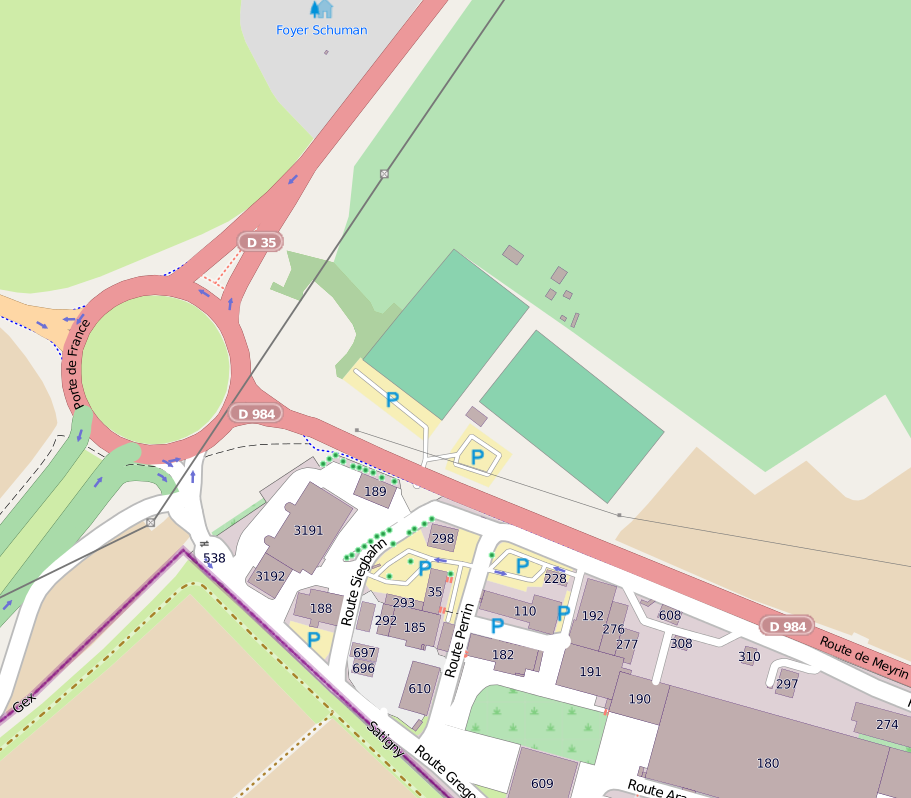 Foyer Schuman
D 35
Porte de France
D 984
P
P
189
3191
298
538
3192
Route Siegbahn
P
P
228
35
188
293
110
P
192
608
D 984
292
185
276
P
277
308
Route de Meyrin
P
697
696
Route Perrin
182
310
191
297
610
190
Gex
274
Satigny
Route Grego
609
180
Route Ara